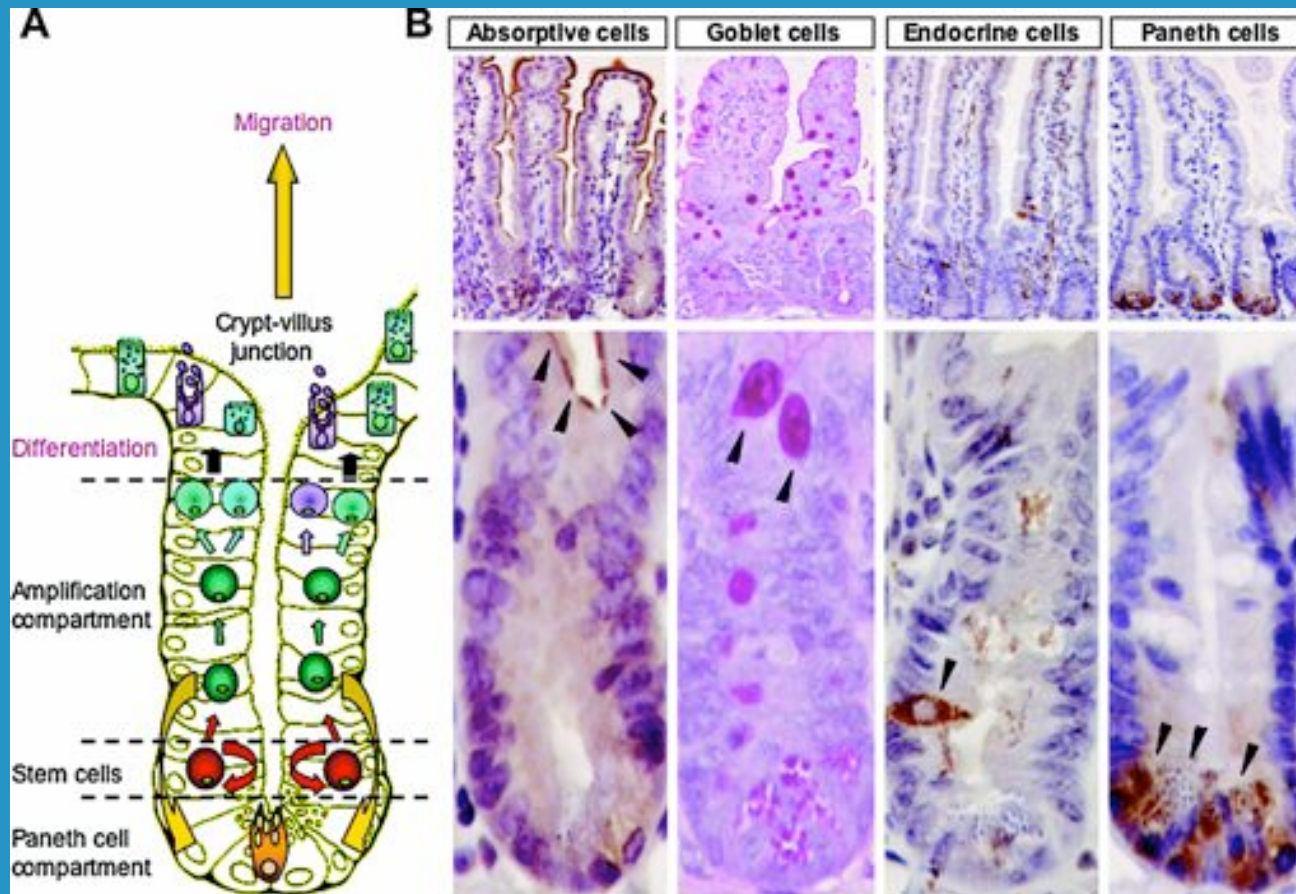 A
Migration
Crypt-villus
junction
Differentiation
Amplification
compartment
Stem cells
Paneth cell
compartment
B
Absorptive cells
Goblet cells
Endocrine cells
Paneth cells